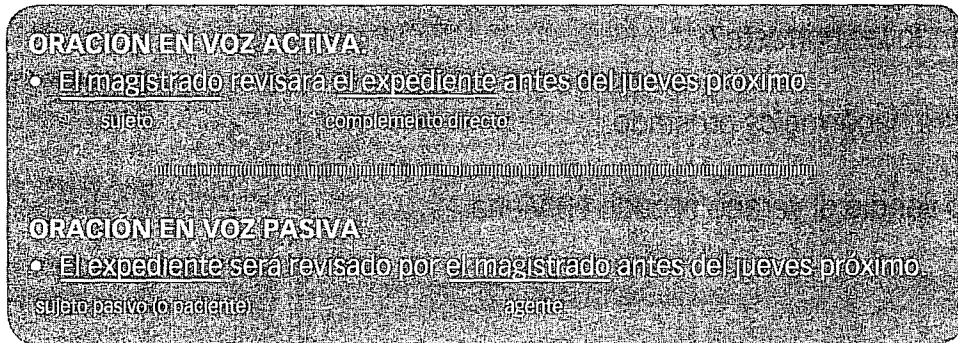 ORACIÓN EN VOZ ACTIVA
• El magistrado revisará el expediente antes del jueves próximo
sujeto complemento directo
ORACIÓN EN VOZ PASIVA
• El expediente será revisado por el magistrado antes del jueves próximo
sujeto pasivo (o paciente) agente